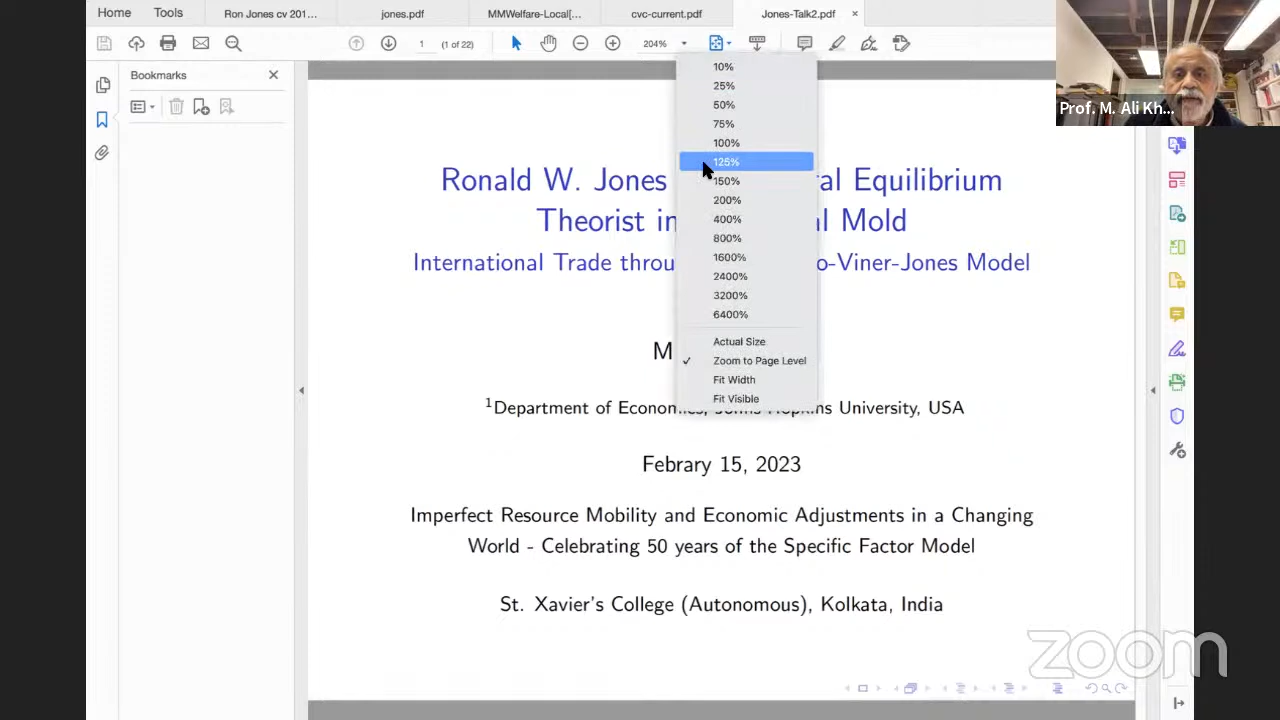 Home Tools Ron Jones cv 201... jones.pdf MMWelfare-Local[... cvc-current.pdf Jones-Talk2.pdf ×
1 (1 of 22) 204%
Bookmarks ×
Prof. M. Ali Kh...
10%
25%
50%
75%
100%
125%
150%
200%
400%
800%
1600%
2400%
3200%
6400%
Actual Size
✓ Zoom to Page Level
Fit Width
Fit Visible
Ronald W. Jones al Equilibrium
Theorist in l Mold
International Trade throu o-Viner-Jones Model
M
¹Department of Economics, Johns Hopkins University, USA
Febrary 15, 2023
Imperfect Resource Mobility and Economic Adjustments in a Changing
World - Celebrating 50 years of the Specific Factor Model
St. Xavier's College (Autonomous), Kolkata, India
zoom